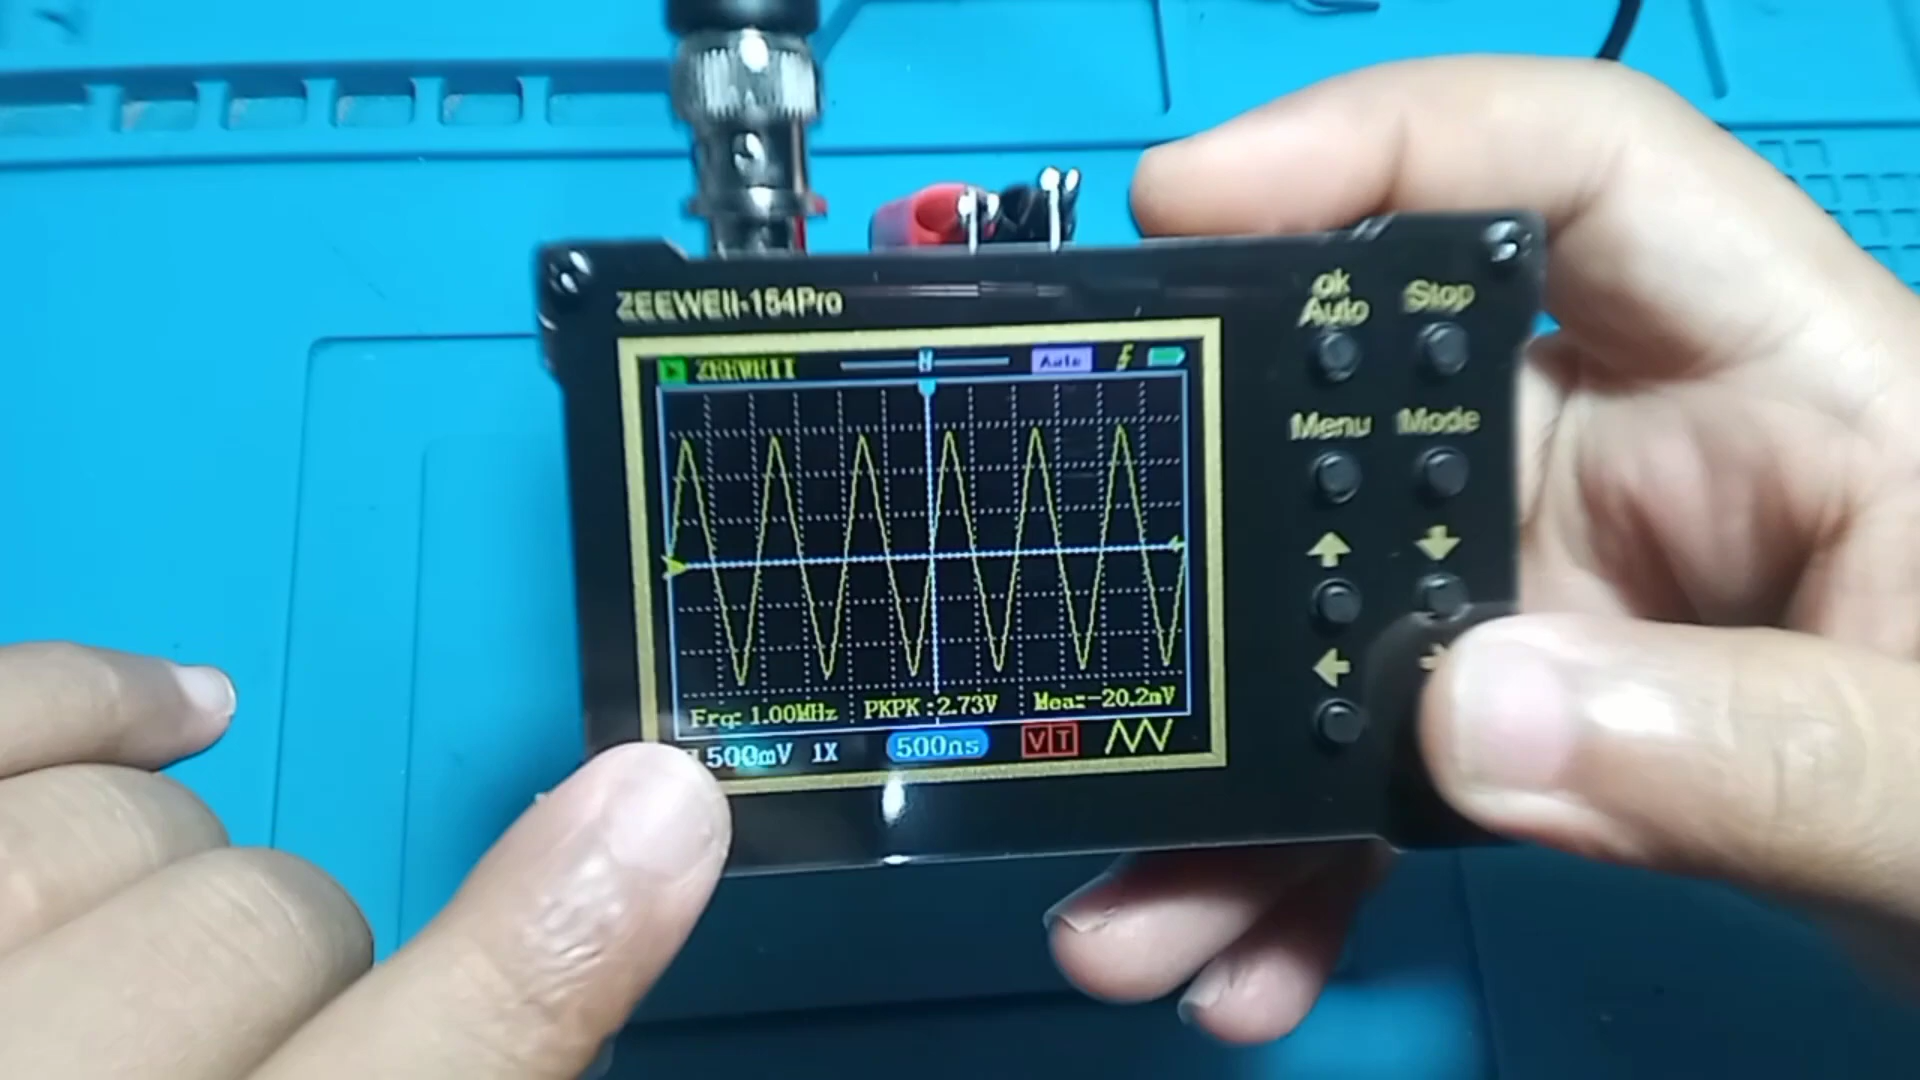 ZEEWEII-154Pro
ok
Auto
Stop
ZEEWEII
Auto
Menu
Mode
Frq: 1.00MHz
PKPK :2.73V
Mea:-20.2mV
500mV
1X
500ns
VT